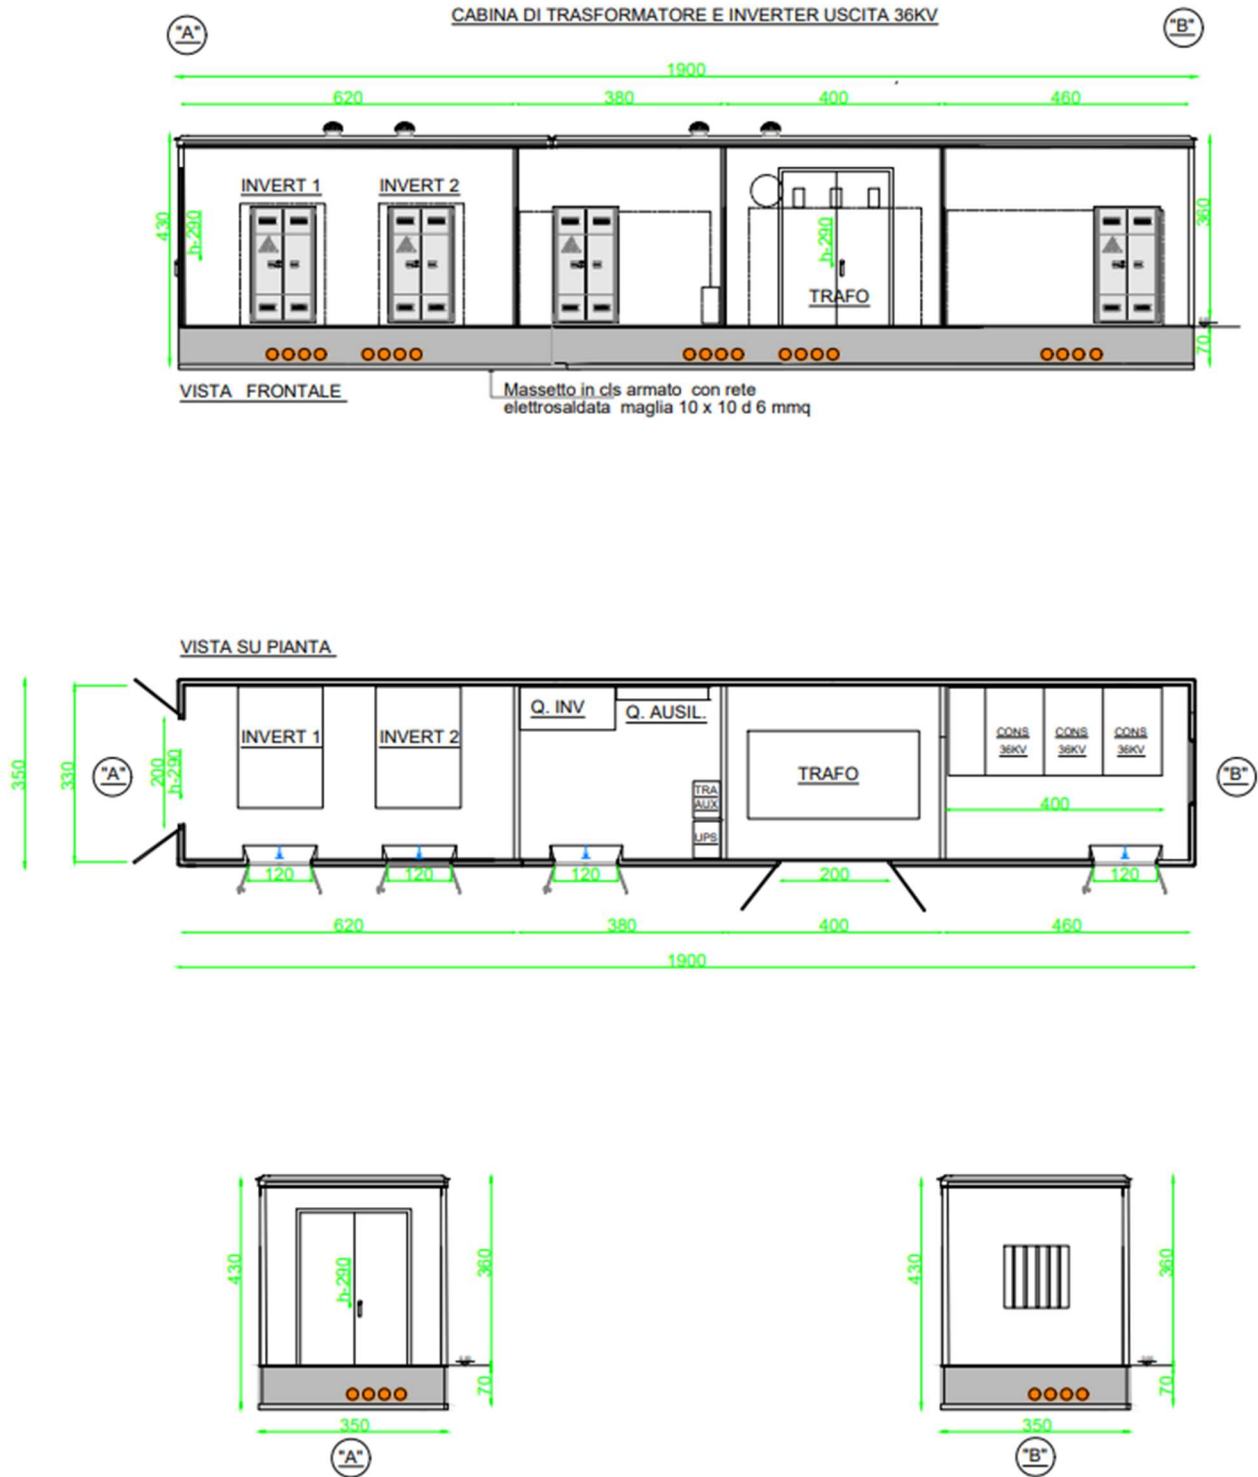 CABINA DI TRASFORMATORE E INVERTER USCITA 36KV
"A"
"B"
1900
620 380 400 460
INVERT 1 INVERT 2
430
h-290
h-290
360
TRAFO
70
VISTA FRONTALE
Massetto in cls armato con rete
elettrosaldata maglia 10 x 10 d 6 mmq
VISTA SU PIANTA
Q. INV
Q. AUSIL.
INVERT 1 INVERT 2
CONS CONS CONS
36KV 36KV 36KV
350
330
"A"
200
h-290
TRA
AUX
TRAFO
"B"
400
UPS
120 120 120 200 120
620 380 400 460
1900
430
h-290
360
70
350
"A"
430
360
70
350
"B"